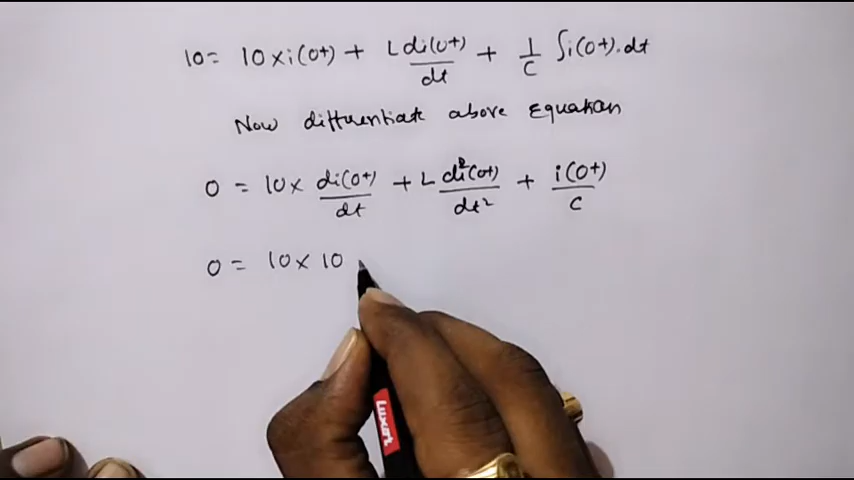 10 = 10 × i(0+) + L di(0+)/dt + 1/C ∫i(0+).dt
Now differentiate above Equation
0 = 10 × di(0+)/dt + L d²i(0+)/dt² + i(0+)/C
0 = 10 × 10
Luxor